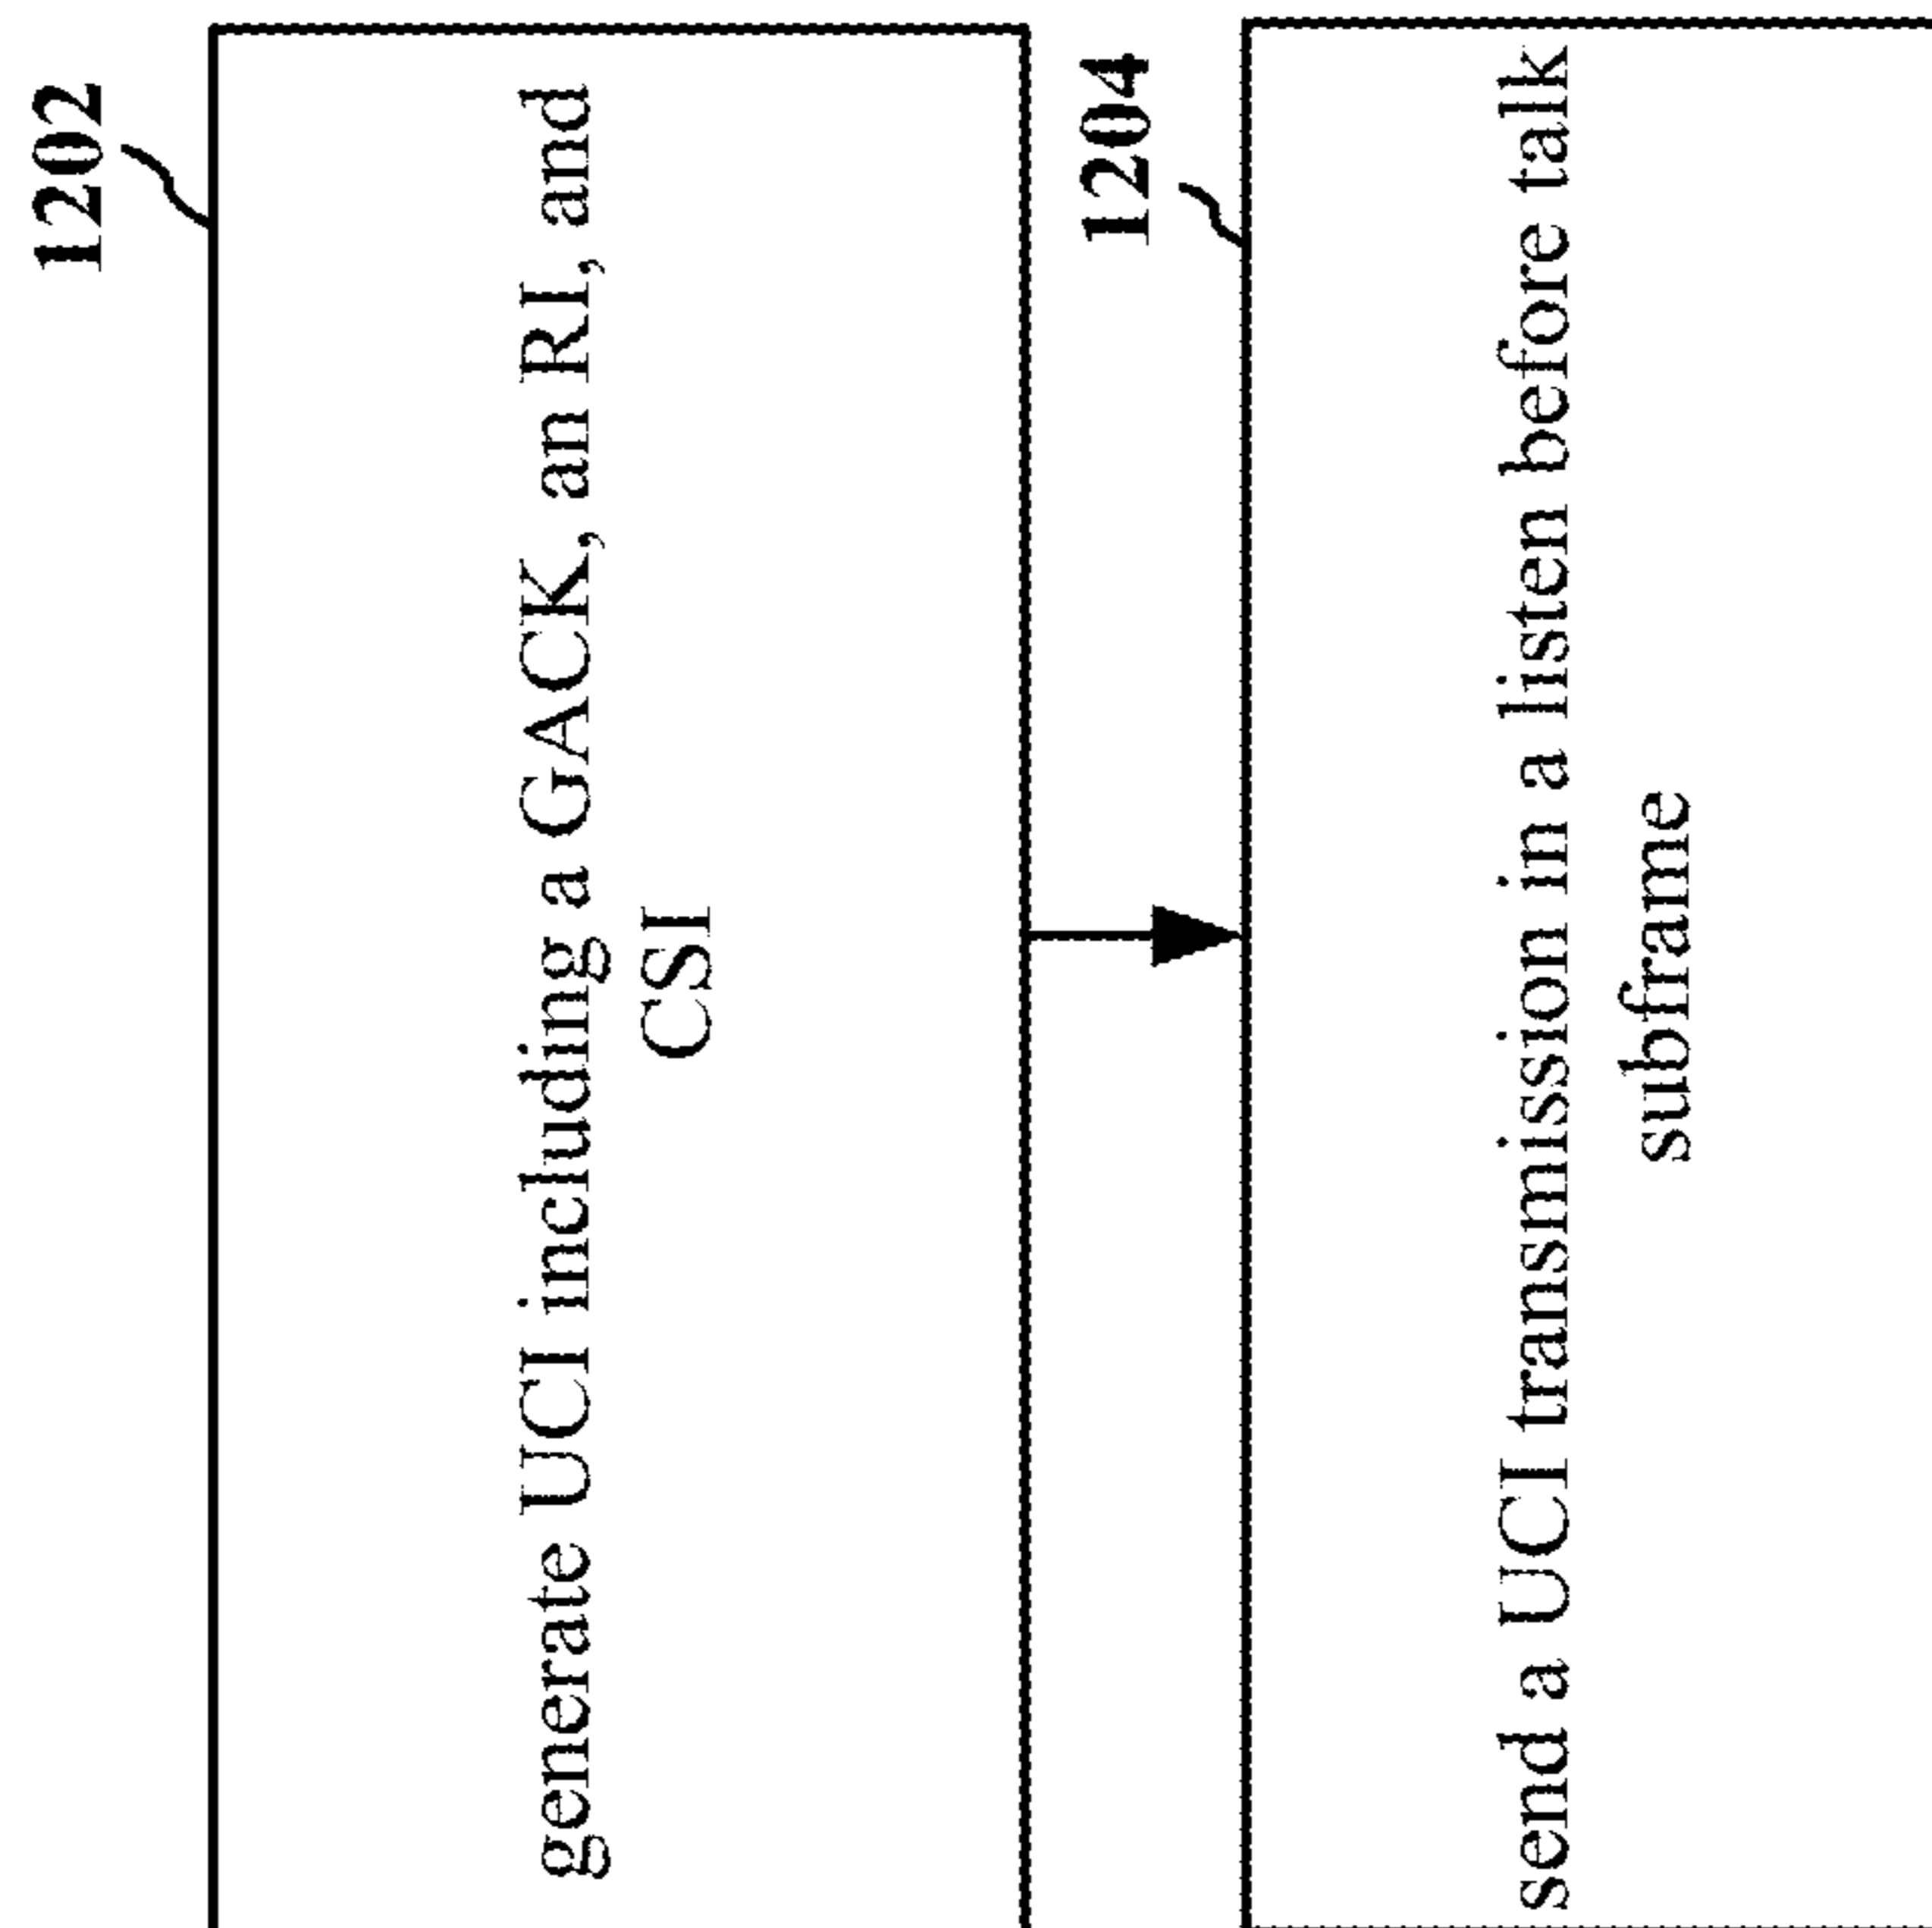 1202
generate UCI including a GACK, an RI, and
CSI
1204
send a UCI transmission in a listen before talk
subframe